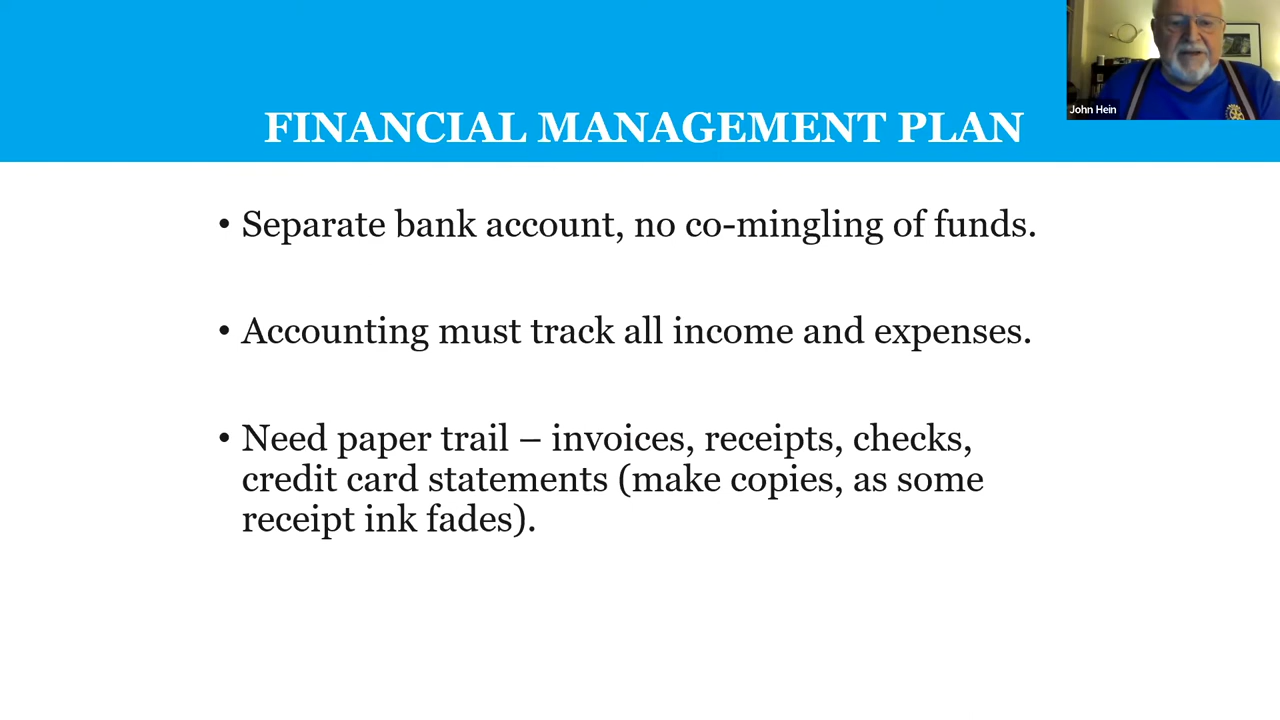 John Hein
FINANCIAL MANAGEMENT PLAN
• Separate bank account, no co-mingling of funds.
• Accounting must track all income and expenses.
• Need paper trail – invoices, receipts, checks,
credit card statements (make copies, as some
receipt ink fades).